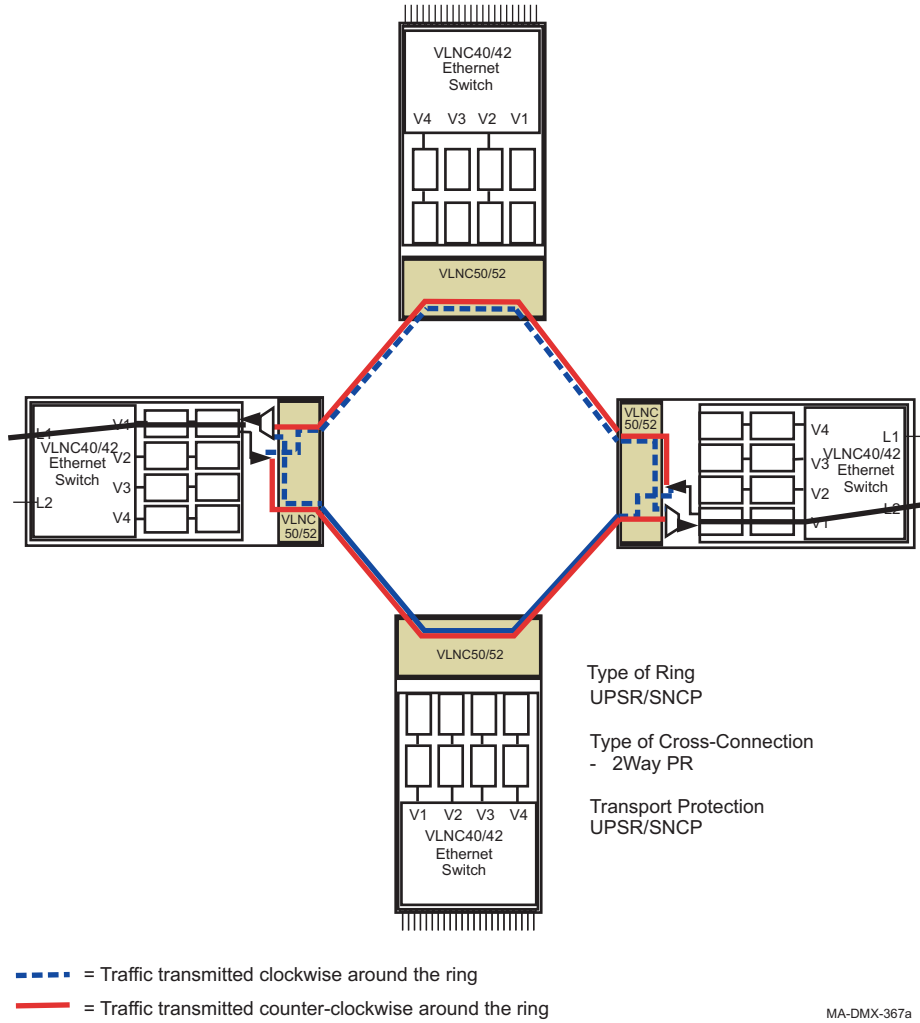 VLNC40/42
Ethernet
Switch
V4 V3 V2 V1
VLNC50/52
L1
V1
VLNC40/42
Ethernet
Switch
V2
V3
L2
V4
VLNC
50/52
VLNC
50/52
V4
L1
V3
VLNC40/42
Ethernet
Switch
V2
L2
V1
VLNC50/52
V1 V2 V3 V4
VLNC40/42
Ethernet
Switch
Type of Ring
UPSR/SNCP
Type of Cross-Connection
- 2Way PR
Transport Protection
UPSR/SNCP
= Traffic transmitted clockwise around the ring
= Traffic transmitted counter-clockwise around the ring
MA-DMX-367a